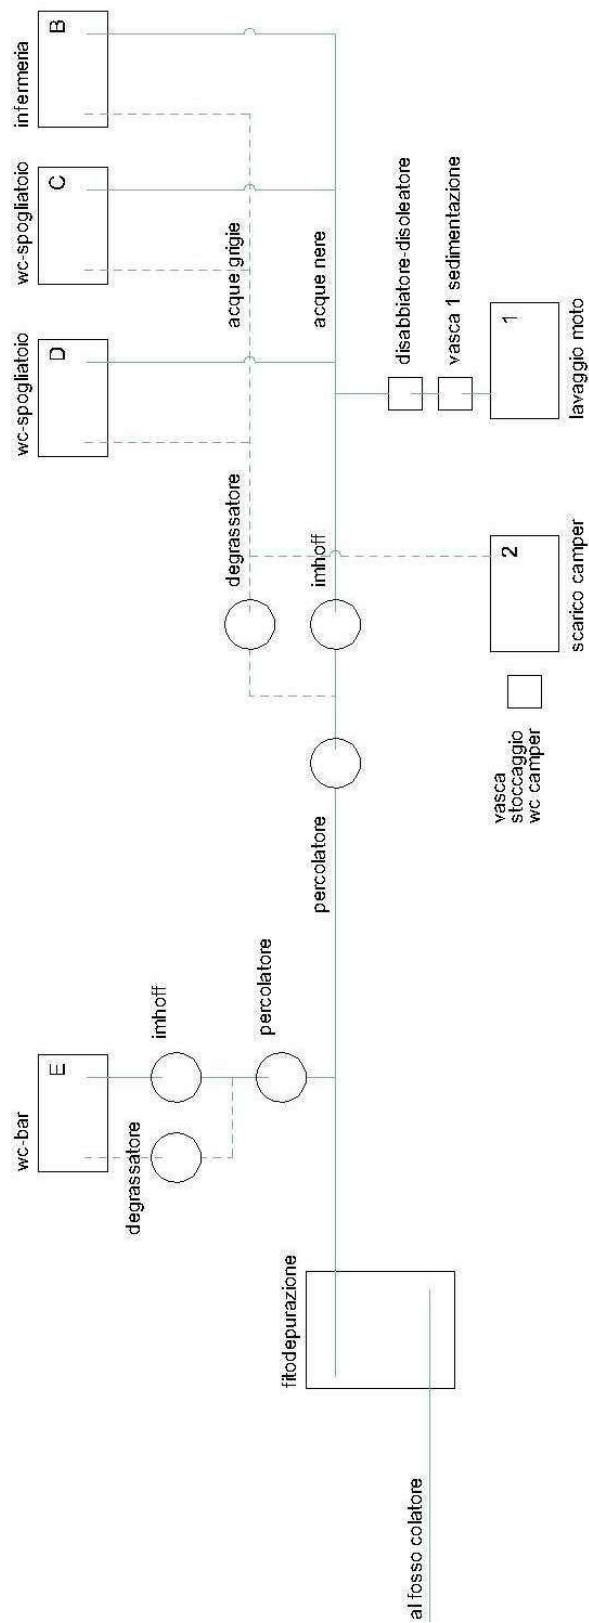 infermeria
B
wc-spogliatoio
C
wc-spogliatoio
D
acque grigie
acque nere
disabbiatore-disoleatore
vasca 1 sedimentazione
1
lavaggio moto
degrassatore
imhoff
2
scarico camper
vasca
stoccaggio
wc camper
percolatore
wc-bar
E
imhoff
percolatore
degrassatore
fitodepurazione
al fosso colatore